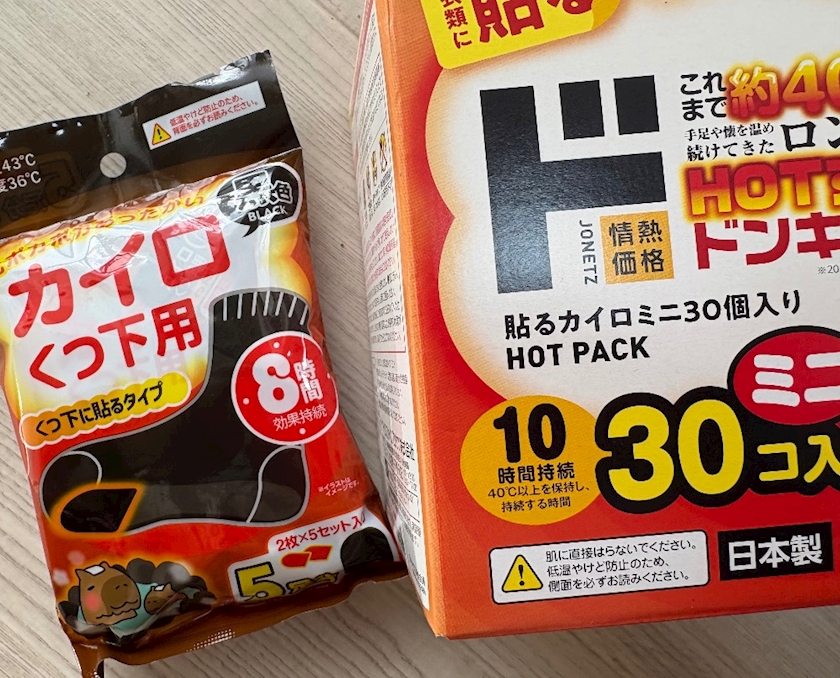 低温やけど防止のため、
背面を必ずお読みください。
43℃
36℃
黒色
BLACK
カイロ
くつ下用
くつ下に貼るタイプ
8時間
効果持続
※イラストは
イメージです。
2枚×5セット入
5
衣類に
貼る
ド
JONETZ
情熱
価格
これ
まで
約40
手足や懐を温め
続けてきた
ロン
HOT
ドンキ
※20
貼るカイロミニ30個入り
HOT PACK
ミニ
10
時間持続
40℃以上を保持し、
持続する時間
30コ入
肌に直接はらないでください。
低温やけど防止のため、
側面を必ずお読みください。
日本製